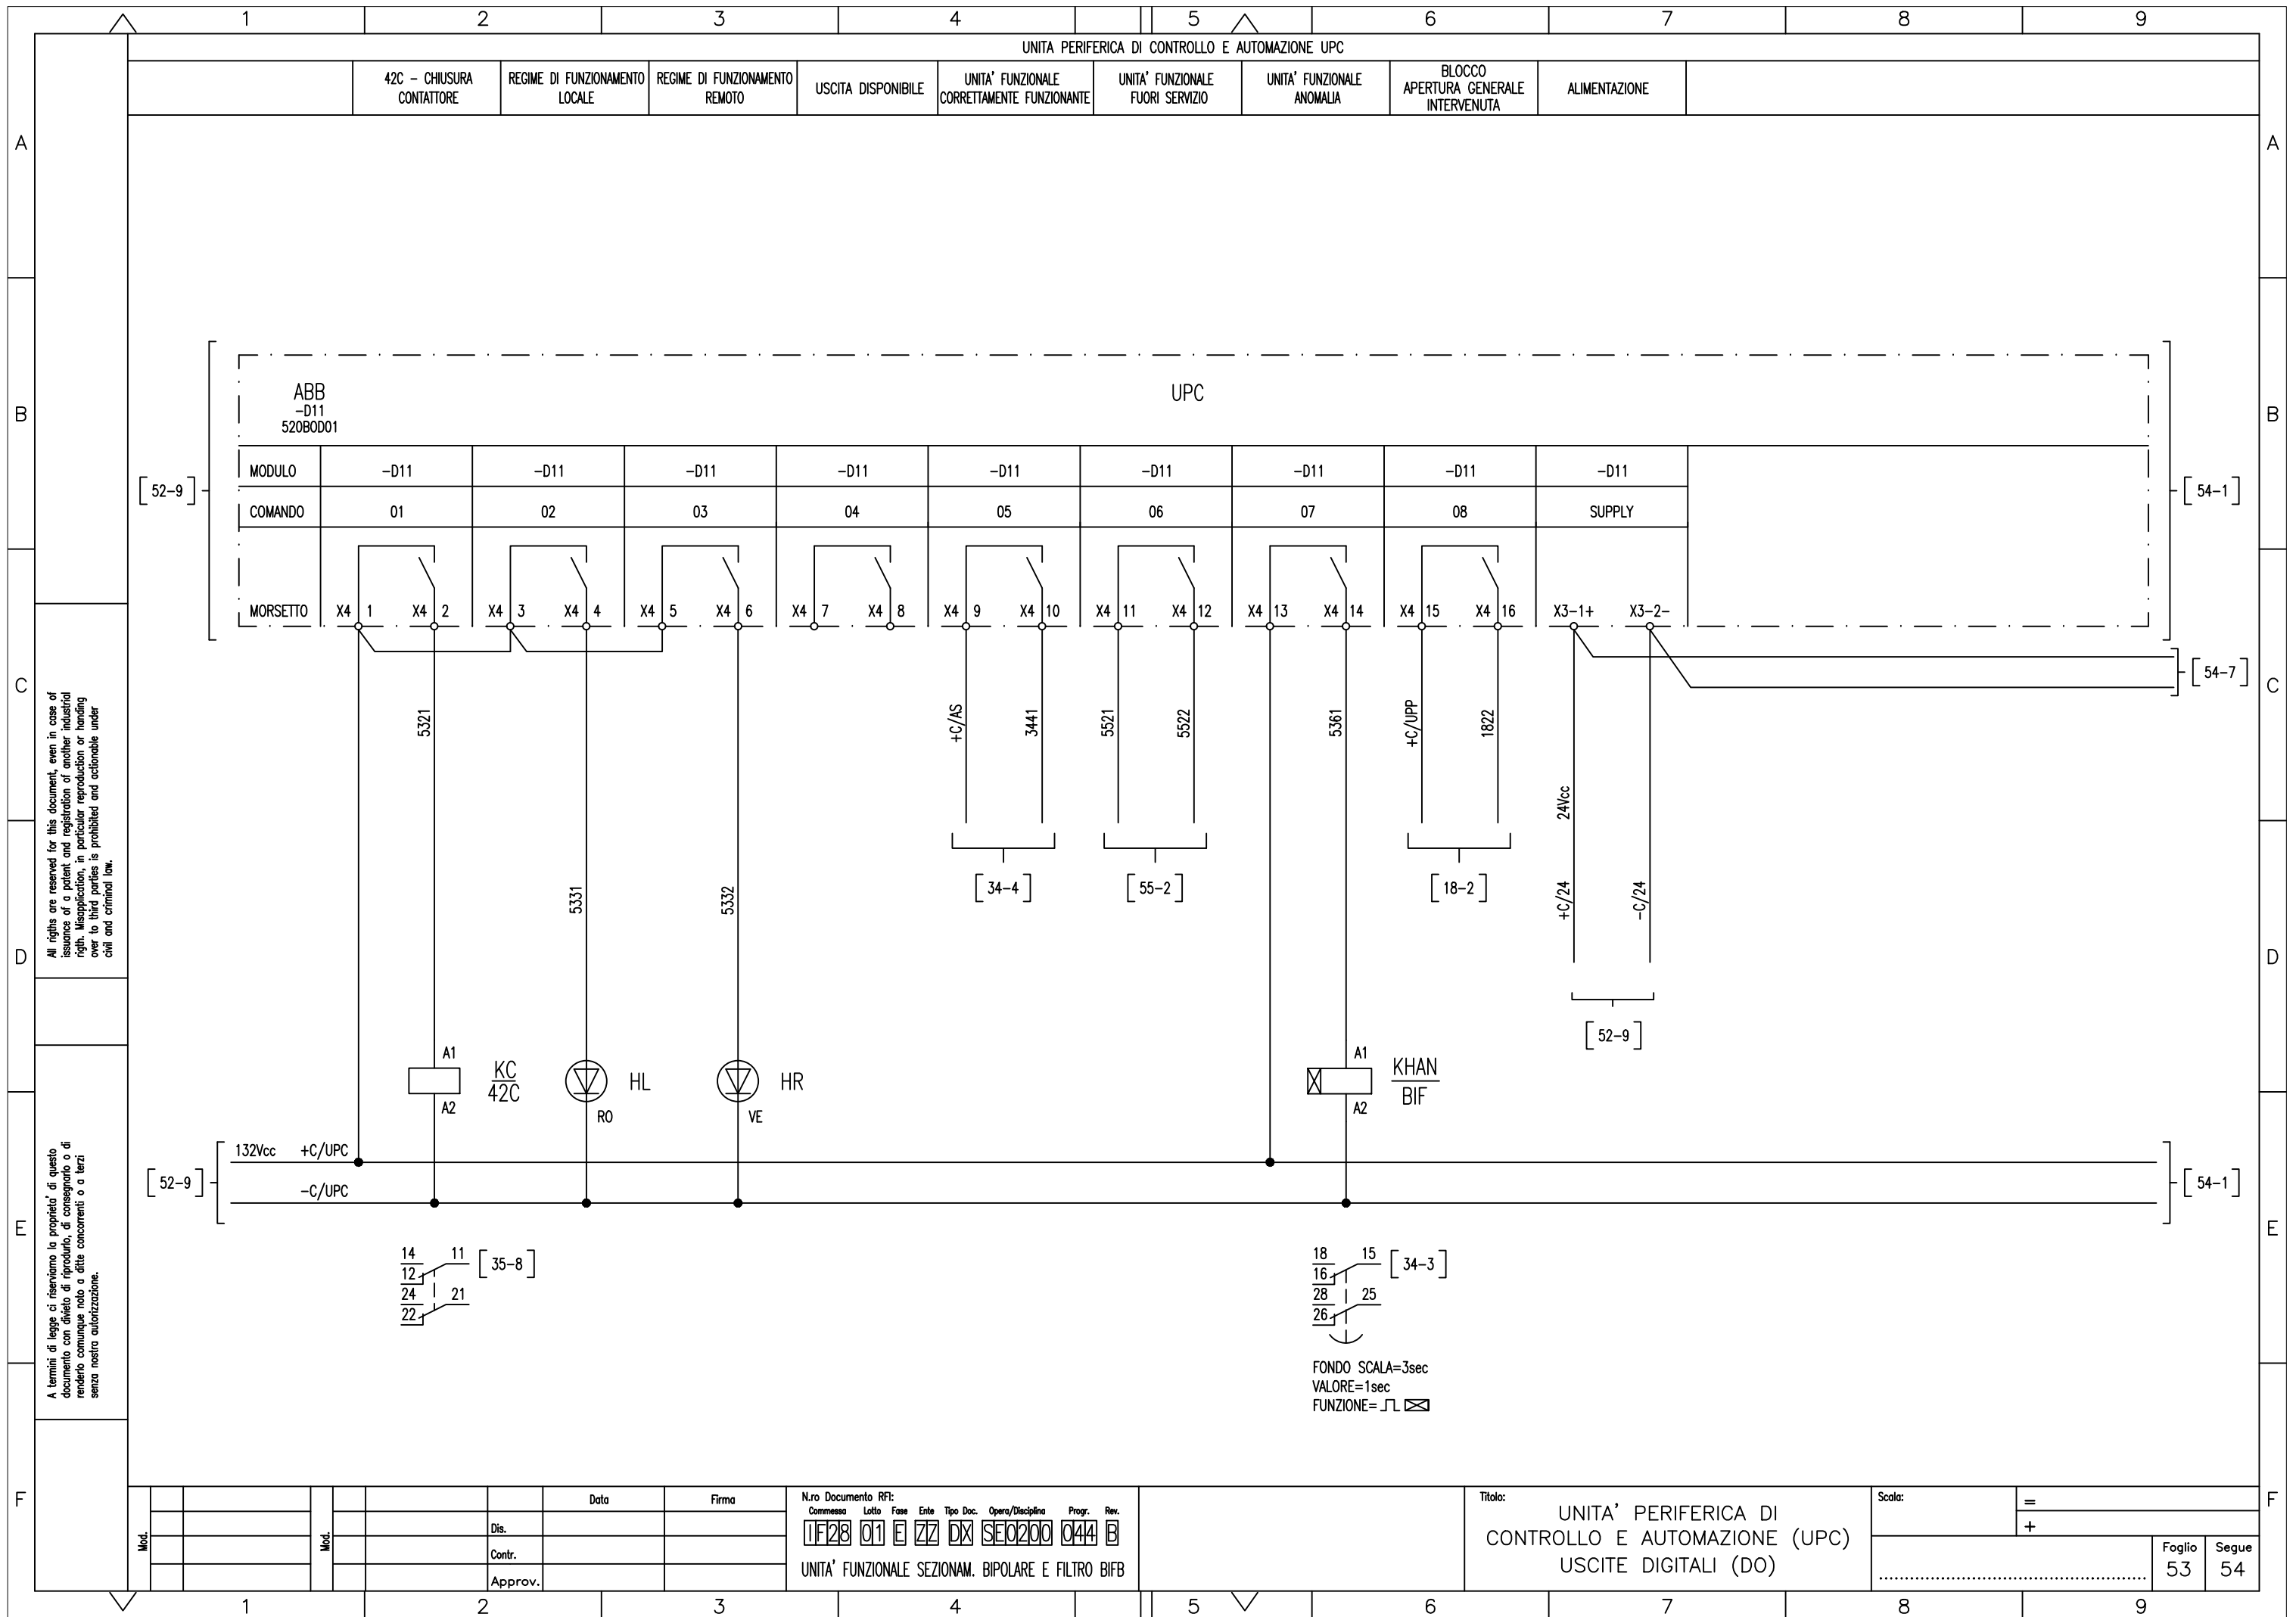 1 2 3 4 5 6 7 8 9
UNITA PERIFERICA DI CONTROLLO E AUTOMAZIONE UPC
42C - CHIUSURA
CONTATTORE
REGIME DI FUNZIONAMENTO
LOCALE
REGIME DI FUNZIONAMENTO
REMOTO
USCITA DISPONIBILE
UNITA' FUNZIONALE
CORRETTAMENTE FUNZIONANTE
UNITA' FUNZIONALE
FUORI SERVIZIO
UNITA' FUNZIONALE
ANOMALIA
BLOCCO
APERTURA GENERALE
INTERVENUTA
ALIMENTAZIONE
A A
B B
C C
D D
E E
F F
ABB
-D11
520BOD01
UPC
MODULO -D11 -D11 -D11 -D11 -D11 -D11 -D11 -D11 -D11
52-9
54-1
COMANDO 01 02 03 04 05 06 07 08 SUPPLY
MORSETTO X4 1 X4 2 X4 3 X4 4 X4 5 X4 6 X4 7 X4 8 X4 9 X4 10 X4 11 X4 12 X4 13 X4 14 X4 15 X4 16 X3-1+ X3-2-
54-7
5321
5331
5332
+C/AS
3441
5521
5522
5361
+C/UPP
1822
24Vcc
+C/24
-C/24
34-4
55-2
18-2
52-9
A1
KC
42C
A2
HL
RO
HR
VE
A1
KHAN
BIF
A2
132Vcc +C/UPC
-C/UPC
52-9
54-1
14 11
12
24 21
22
35-8
18 15
16
28 25
26
34-3
FONDO SCALA=3sec
VALORE=1sec
FUNZIONE=
All rigths are reserved for this document, even in case of
issuance of a patent and registration of another industrial
rigth. Misapplication, in particular reproduction or handing
over to third parties is prohibited and actionable under
civil and criminal law.
A termini di legge ci riserviamo la proprieta' di questo
documento con divieto di riprodurlo, di consegnarlo o di
renderlo comunque noto a ditte concorrenti o a terzi
senza nostra autorizzazione.
Mod.
Mod.
Data
Firma
Dis.
Contr.
Approv.
N.ro Documento RFI:
Commessa Lotto Fase Ente Tipo Doc. Opera/Disciplina Progr. Rev.
IF28 01 E ZZ DX SE0200 044 B
UNITA' FUNZIONALE SEZIONAM. BIPOLARE E FILTRO BIFB
Titolo:
UNITA' PERIFERICA DI
CONTROLLO E AUTOMAZIONE (UPC)
USCITE DIGITALI (DO)
Scala:
=
+
Foglio
53
Segue
54
1 2 3 4 5 6 7 8 9